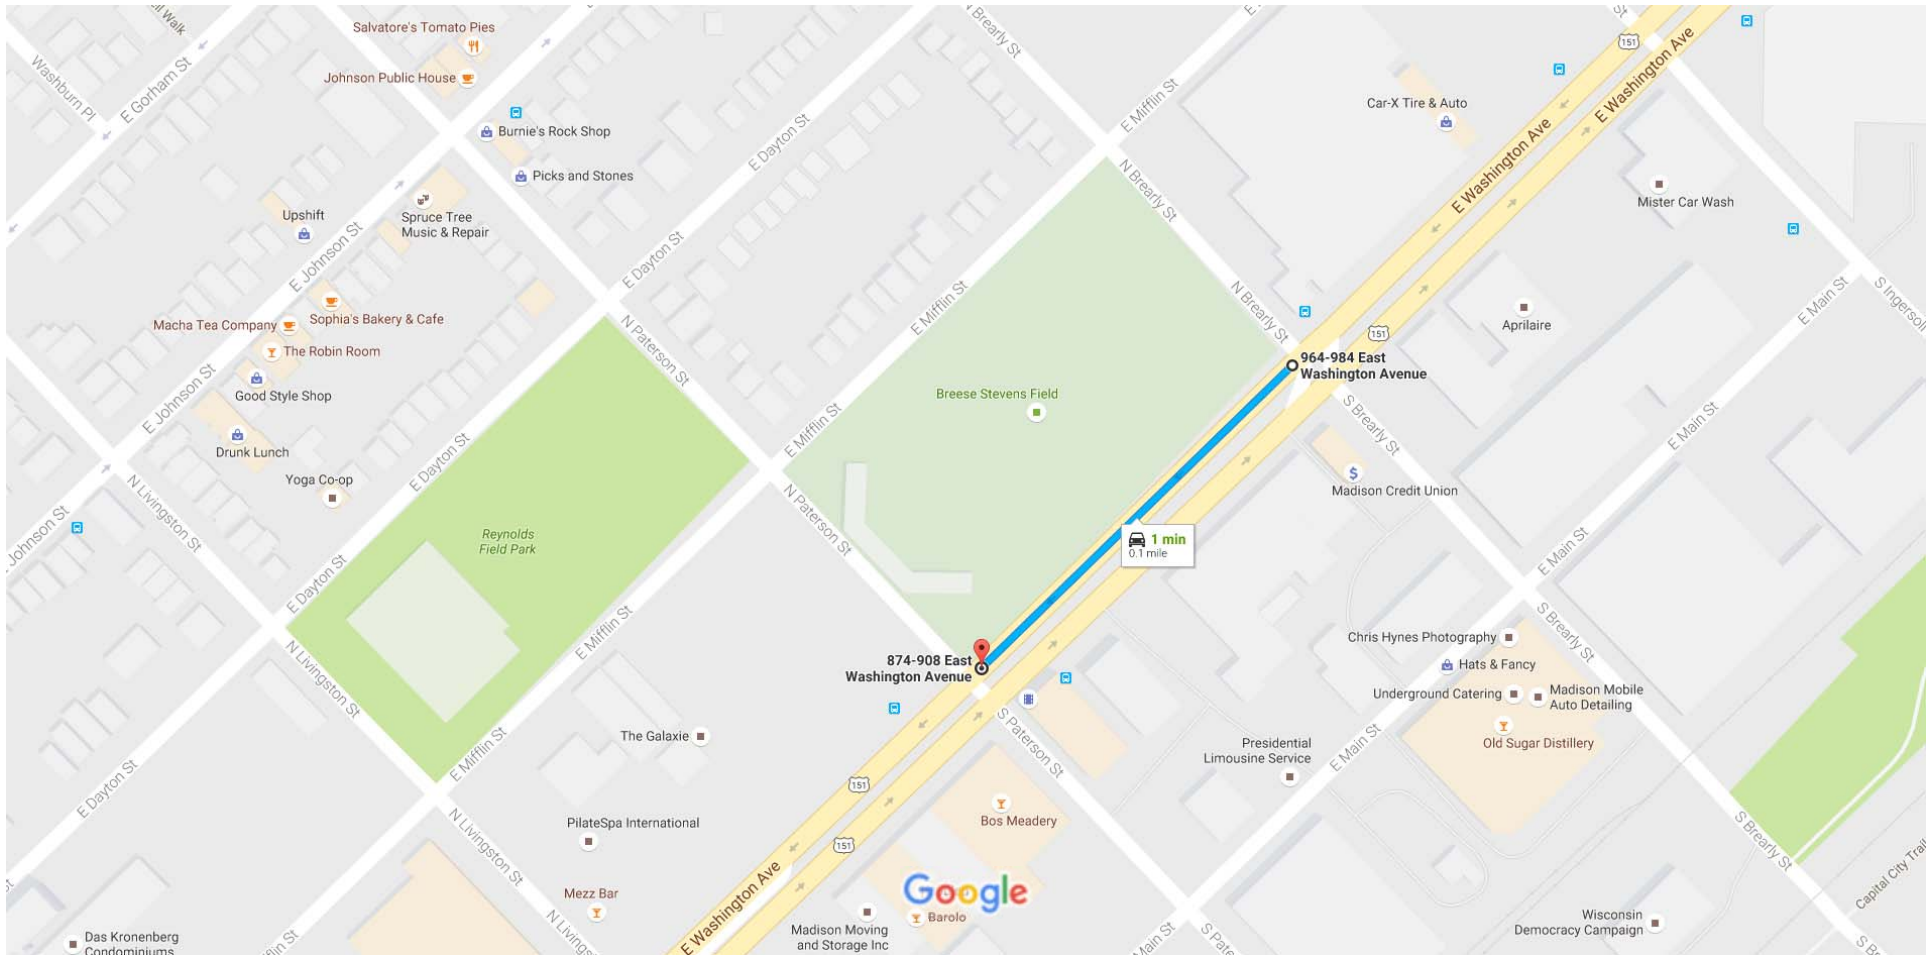 Walk
Washburn Pl
E Gorham St
Salvatore's Tomato Pies
Johnson Public House
Burnie's Rock Shop
Picks and Stones
E Dayton St
N Brearly St
E Mifflin St
Car-X Tire & Auto
151
E Washington Ave
E Washington Ave
Mister Car Wash
Upshift
Spruce Tree
Music & Repair
E Johnson St
E Dayton St
N Brearly St
E Mifflin St
N Brearly St
S Ingersoll
E Main St
Macha Tea Company
Sophia's Bakery & Cafe
The Robin Room
Good Style Shop
E Johnson St
N Paterson St
151
Aprilaire
964-984 East
Washington Avenue
Breese Stevens Field
S Brearly St
E Main St
Drunk Lunch
Yoga Co-op
E Dayton St
E Mifflin St
N Livingston St
Johnson St
Reynolds
Field Park
N Paterson St
$
Madison Credit Union
1 min
0.1 mile
E Main St
E Dayton St
E Mifflin St
S Brearly St
N Livingston St
874-908 East
Washington Avenue
Chris Hynes Photography
Hats & Fancy
Underground Catering
Madison Mobile
Auto Detailing
Old Sugar Distillery
The Galaxie
E Mifflin St
S Paterson St
Presidential
Limousine Service
E Main St
E Dayton St
151
PilateSpa International
N Livingston St
Bos Meadery
151
S Brearly St
Capital City Trail
E Washington Ave
Mezz Bar
Google
Barolo
Madison Moving
and Storage Inc
Das Kronenberg
Condominiums
Wisconsin
Democracy Campaign
Main St